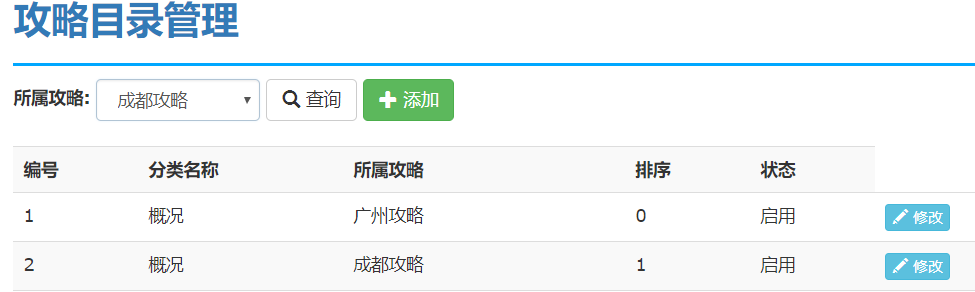 攻略目录管理
所属攻略: 成都攻略 查询 添加
编号 分类名称 所属攻略 排序 状态
1 概况 广州攻略 0 启用 修改
2 概况 成都攻略 1 启用 修改